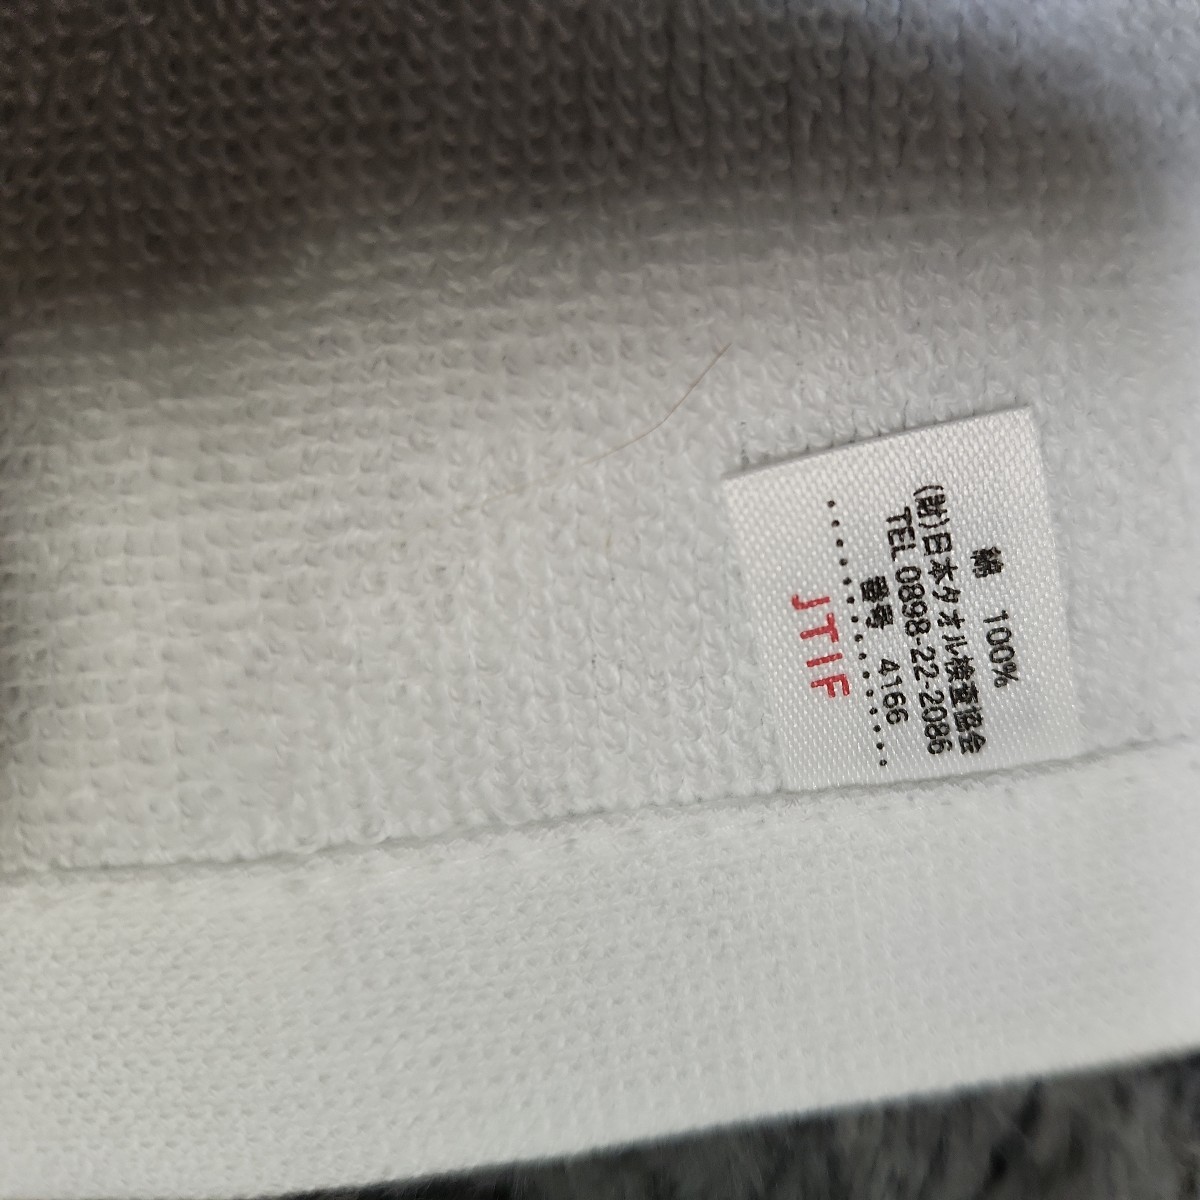 綿 100%
(財)日本タオル検査協会
TEL 0898-22-2086
番号 4166
................
JTIF